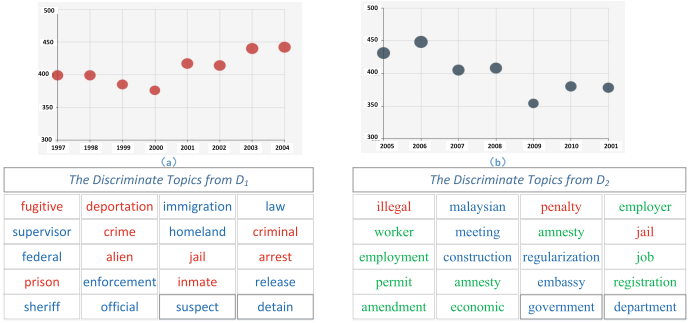 500
400
350
300
1997 1998 1999 2000 2001 2002 2003 2004
(a)
500
450
400
350
300
2005 2006 2007 2008 2009 2010 2001
(b)
The Discriminate Topics from D1
fugitive deportation immigration law
supervisor crime homeland criminal
federal alien jail arrest
prison enforcement inmate release
sheriff official suspect detain
The Discriminate Topics from D2
illegal malaysian penalty employer
worker meeting amnesty jail
employment construction regularization job
permit amnesty embassy registration
amendment economic government department